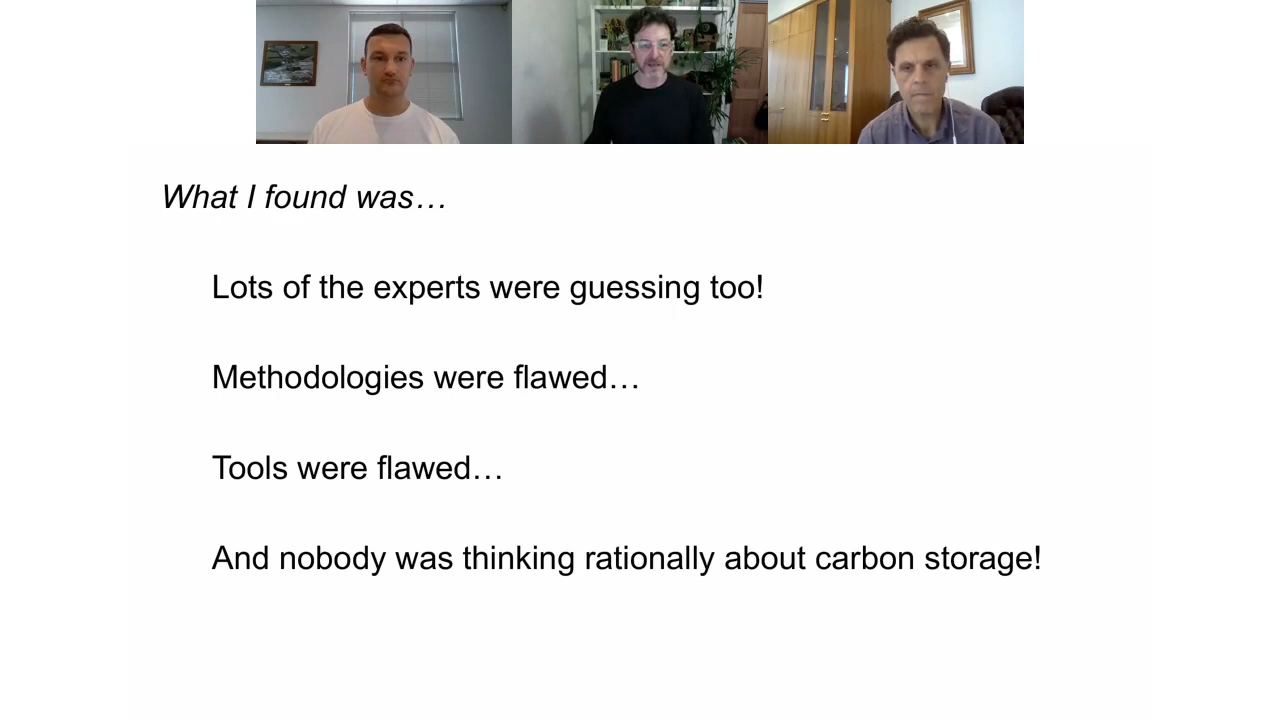 What I found was…
Lots of the experts were guessing too!
Methodologies were flawed…
Tools were flawed…
And nobody was thinking rationally about carbon storage!